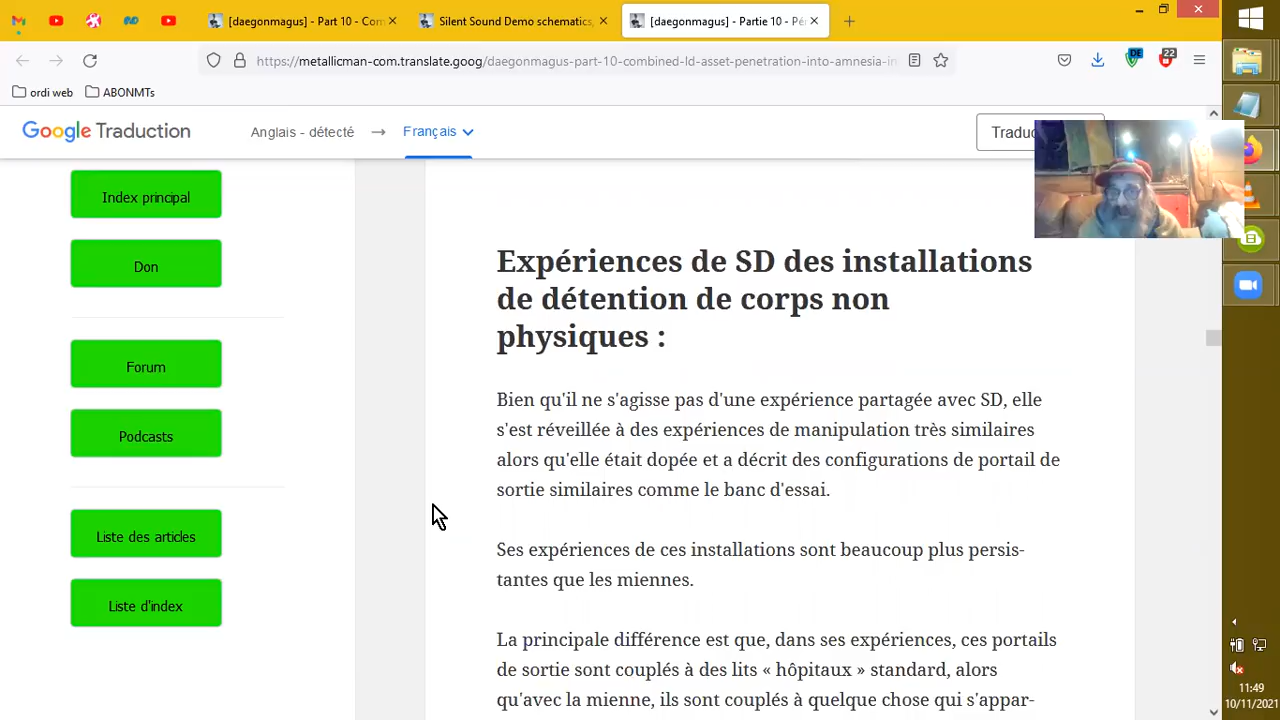 [daegonmagus] - Part 10 - Com
Silent Sound Demo schematics,
[daegonmagus] - Partie 10 - Pé
https://metallicman-com.translate.goog/daegonmagus-part-10-combined-ld-asset-penetration-into-amnesia-in
DE
22
ordi web
ABONMTs
Google Traduction
Anglais - détecté
Français
Traduc
Index principal
Don
Forum
Podcasts
Liste des articles
Liste d'index
Expériences de SD des installations
de détention de corps non
physiques :
Bien qu'il ne s'agisse pas d'une expérience partagée avec SD, elle
s'est réveillée à des expériences de manipulation très similaires
alors qu'elle était dopée et a décrit des configurations de portail de
sortie similaires comme le banc d'essai.
Ses expériences de ces installations sont beaucoup plus persis-
tantes que les miennes.
La principale différence est que, dans ses expériences, ces portails
de sortie sont couplés à des lits « hôpitaux » standard, alors
qu'avec la mienne, ils sont couplés à quelque chose qui s'appar-
11:49
10/11/2021